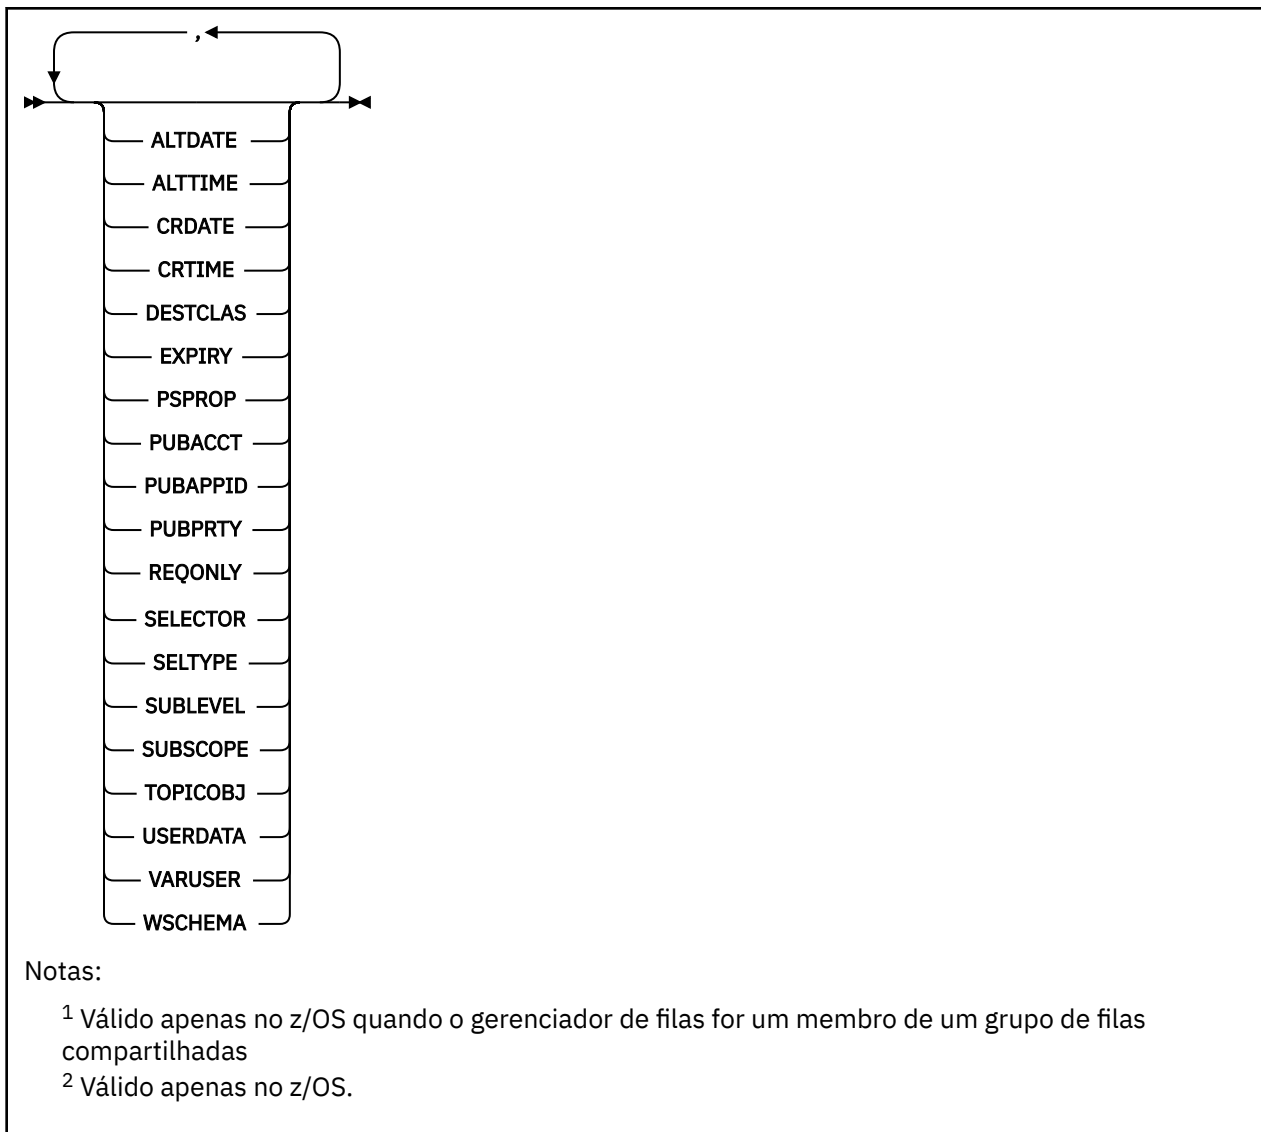 ,
ALTDATE
ALTTIME
CRDATE
CRTIME
DESTCLAS
EXPIRY
PSPROP
PUBACCT
PUBAPPID
PUBPRTY
REQONLY
SELECTOR
SELTYPE
SUBLEVEL
SUBSCOPE
TOPICOBJ
USERDATA
VARUSER
WSCHEMA
Notas:
1 Válido apenas no z/OS quando o gerenciador de filas for um membro de um grupo de filas
compartilhadas
2 Válido apenas no z/OS.